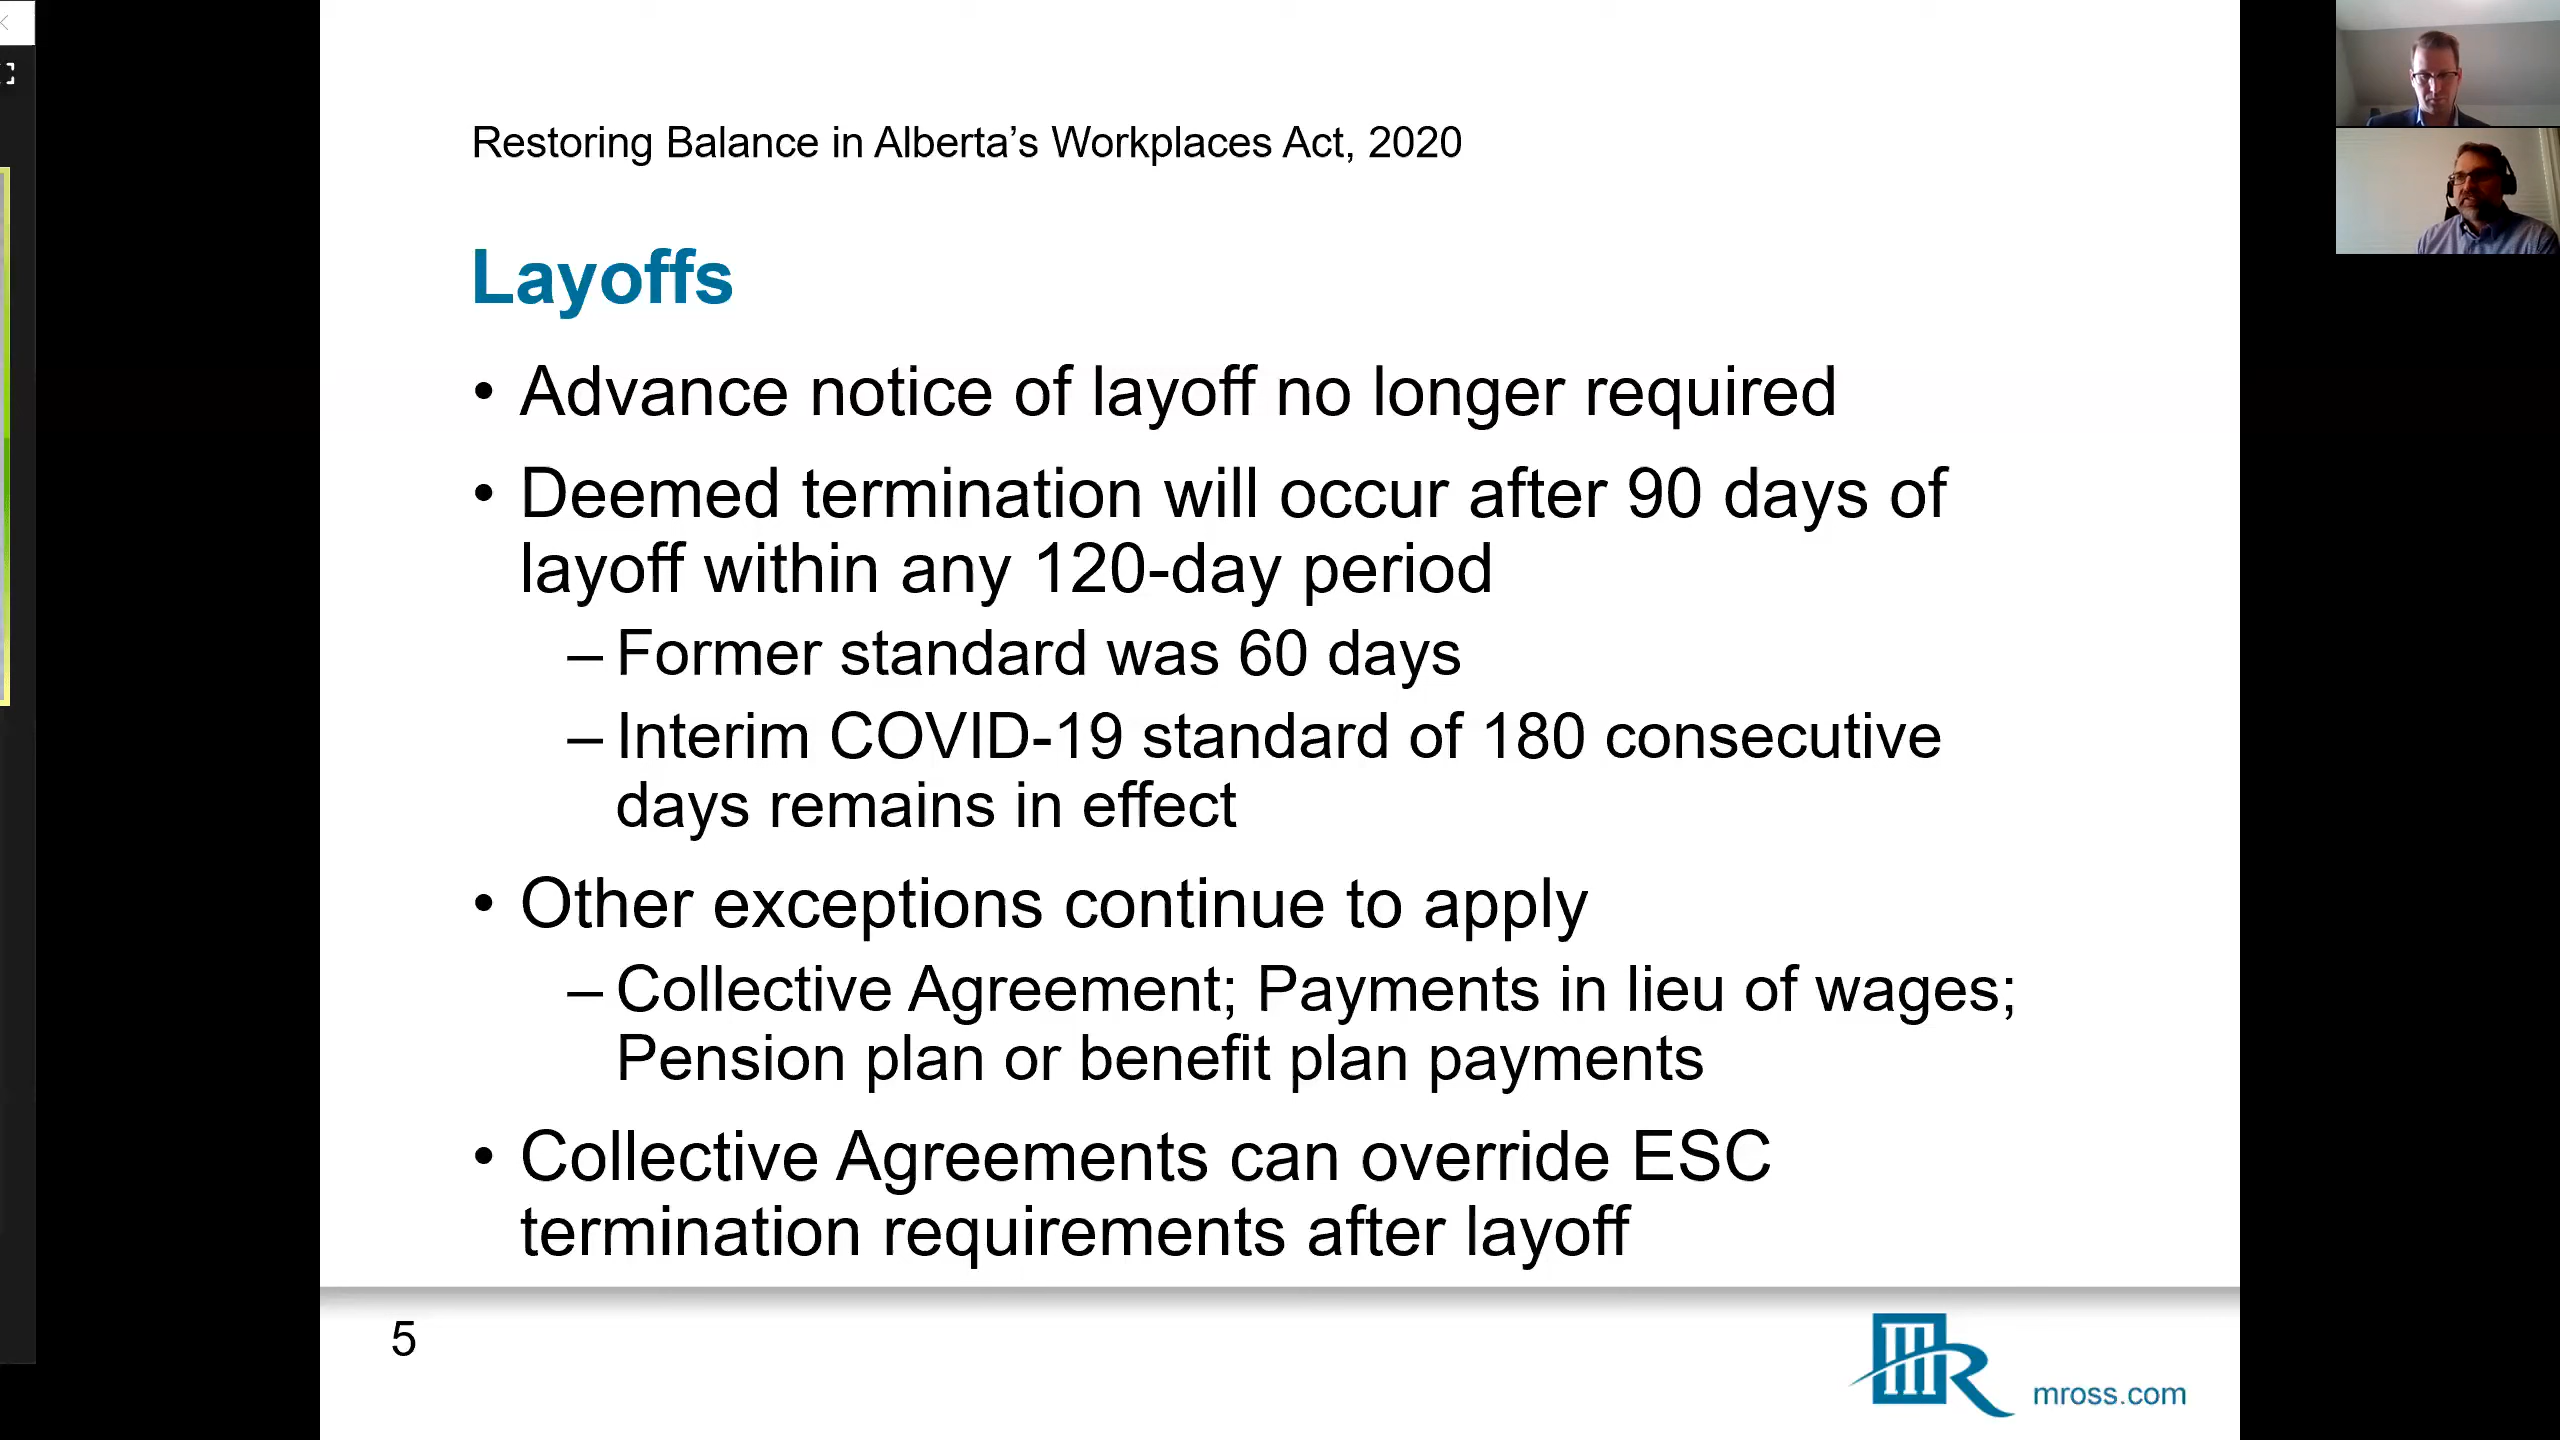 Restoring Balance in Alberta’s Workplaces Act, 2020
Layoffs
• Advance notice of layoff no longer required
• Deemed termination will occur after 90 days of
layoff within any 120-day period
– Former standard was 60 days
– Interim COVID-19 standard of 180 consecutive
days remains in effect
• Other exceptions continue to apply
– Collective Agreement; Payments in lieu of wages;
Pension plan or benefit plan payments
• Collective Agreements can override ESC
termination requirements after layoff
5
MR
mross.com